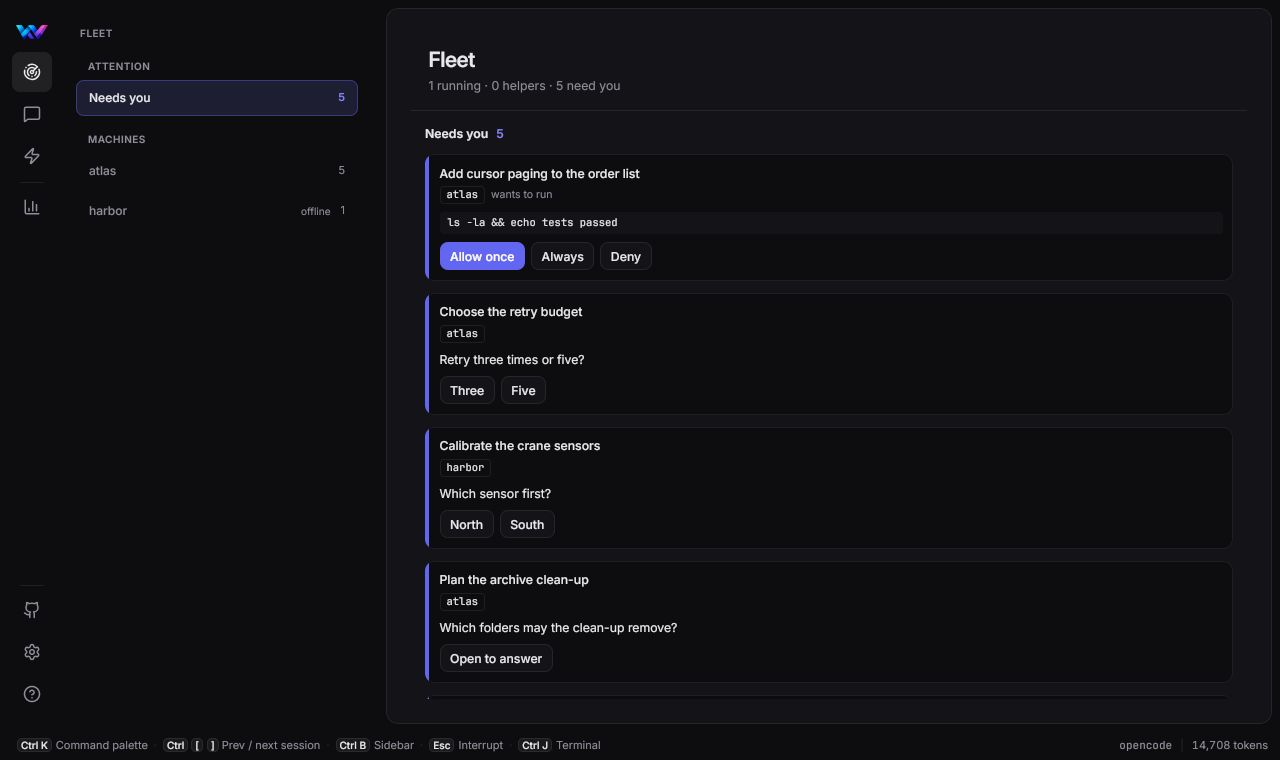 FLEET
ATTENTION
Needs you 5
MACHINES
atlas 5
harbor offline 1
Fleet
1 running · 0 helpers · 5 need you
Needs you 5
Add cursor paging to the order list
atlas wants to run
ls -la && echo tests passed
Allow once Always Deny
Choose the retry budget
atlas
Retry three times or five?
Three Five
Calibrate the crane sensors
harbor
Which sensor first?
North South
Plan the archive clean-up
atlas
Which folders may the clean-up remove?
Open to answer
Ctrl K Command palette · Ctrl [ ] Prev / next session · Ctrl B Sidebar · Esc Interrupt · Ctrl J Terminal opencode 14,708 tokens